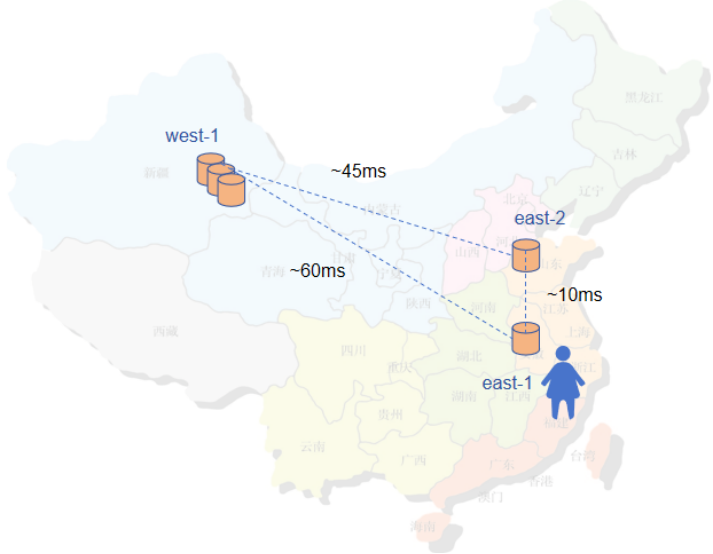 黑龙江
吉林
辽宁
west-1
新疆
~45ms
内蒙古
北京
east-2
河北
山西
山东
甘肃
青海
~60ms
宁夏
陕西
~10ms
河南
江苏
上海
西藏
四川
重庆
湖北
east-1
浙江
湖南
江西
贵州
福建
云南
广西
广东
台湾
香港
澳门
海南